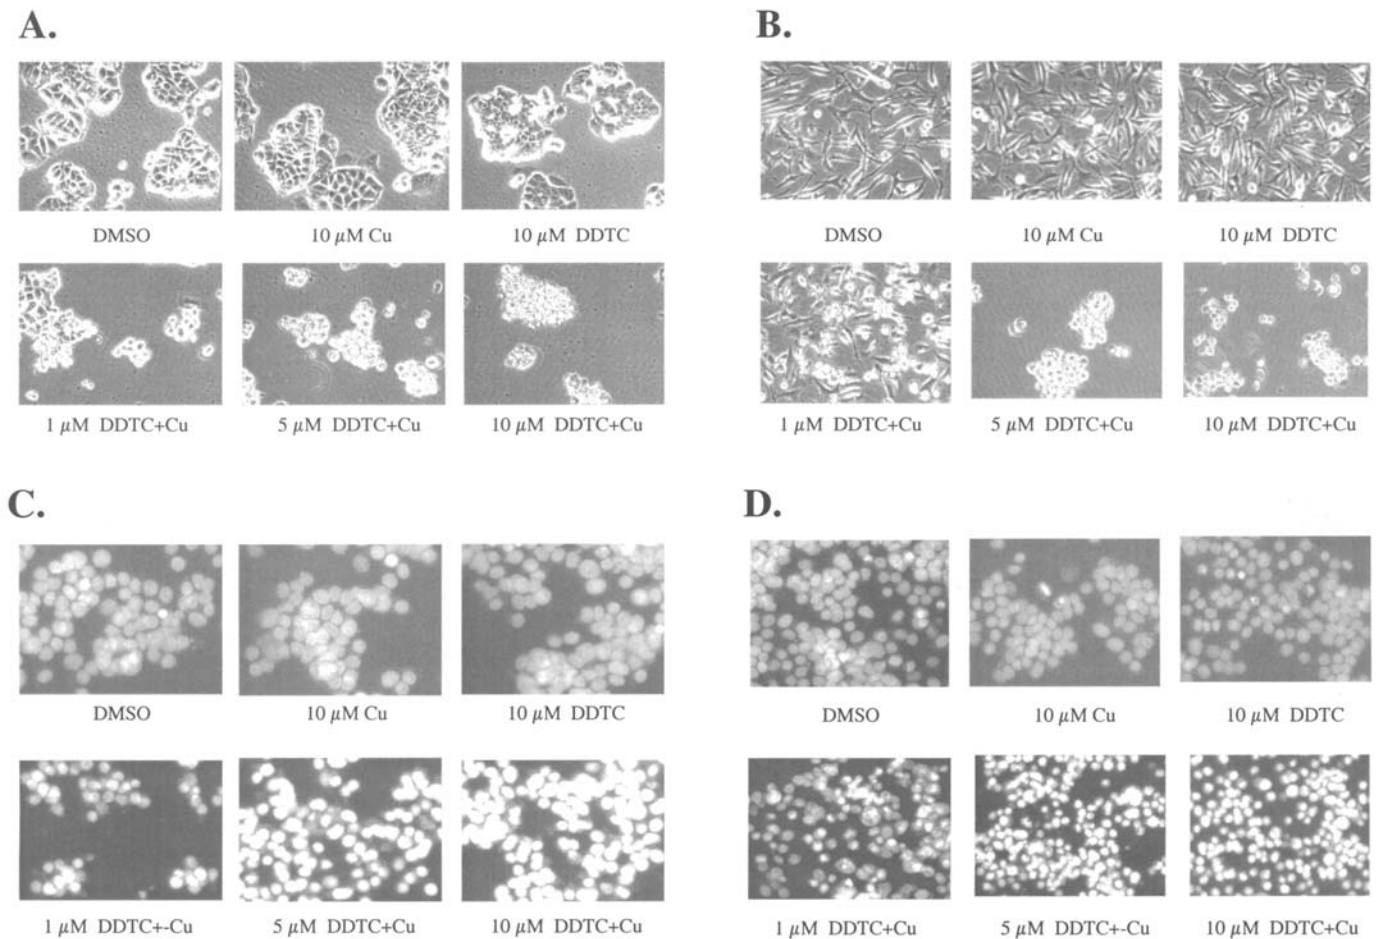 A. B.
DMSO 10 μM Cu 10 μM DDTC DMSO 10 μM Cu 10 μM DDTC
1 μM DDTC+Cu 5 μM DDTC+Cu 10 μM DDTC+Cu 1 μM DDTC+Cu 5 μM DDTC+Cu 10 μM DDTC+Cu
C. D.
DMSO 10 μM Cu 10 μM DDTC DMSO 10 μM Cu 10 μM DDTC
1 μM DDTC+-Cu 5 μM DDTC+Cu 10 μM DDTC+Cu 1 μM DDTC+Cu 5 μM DDTC+-Cu 10 μM DDTC+Cu